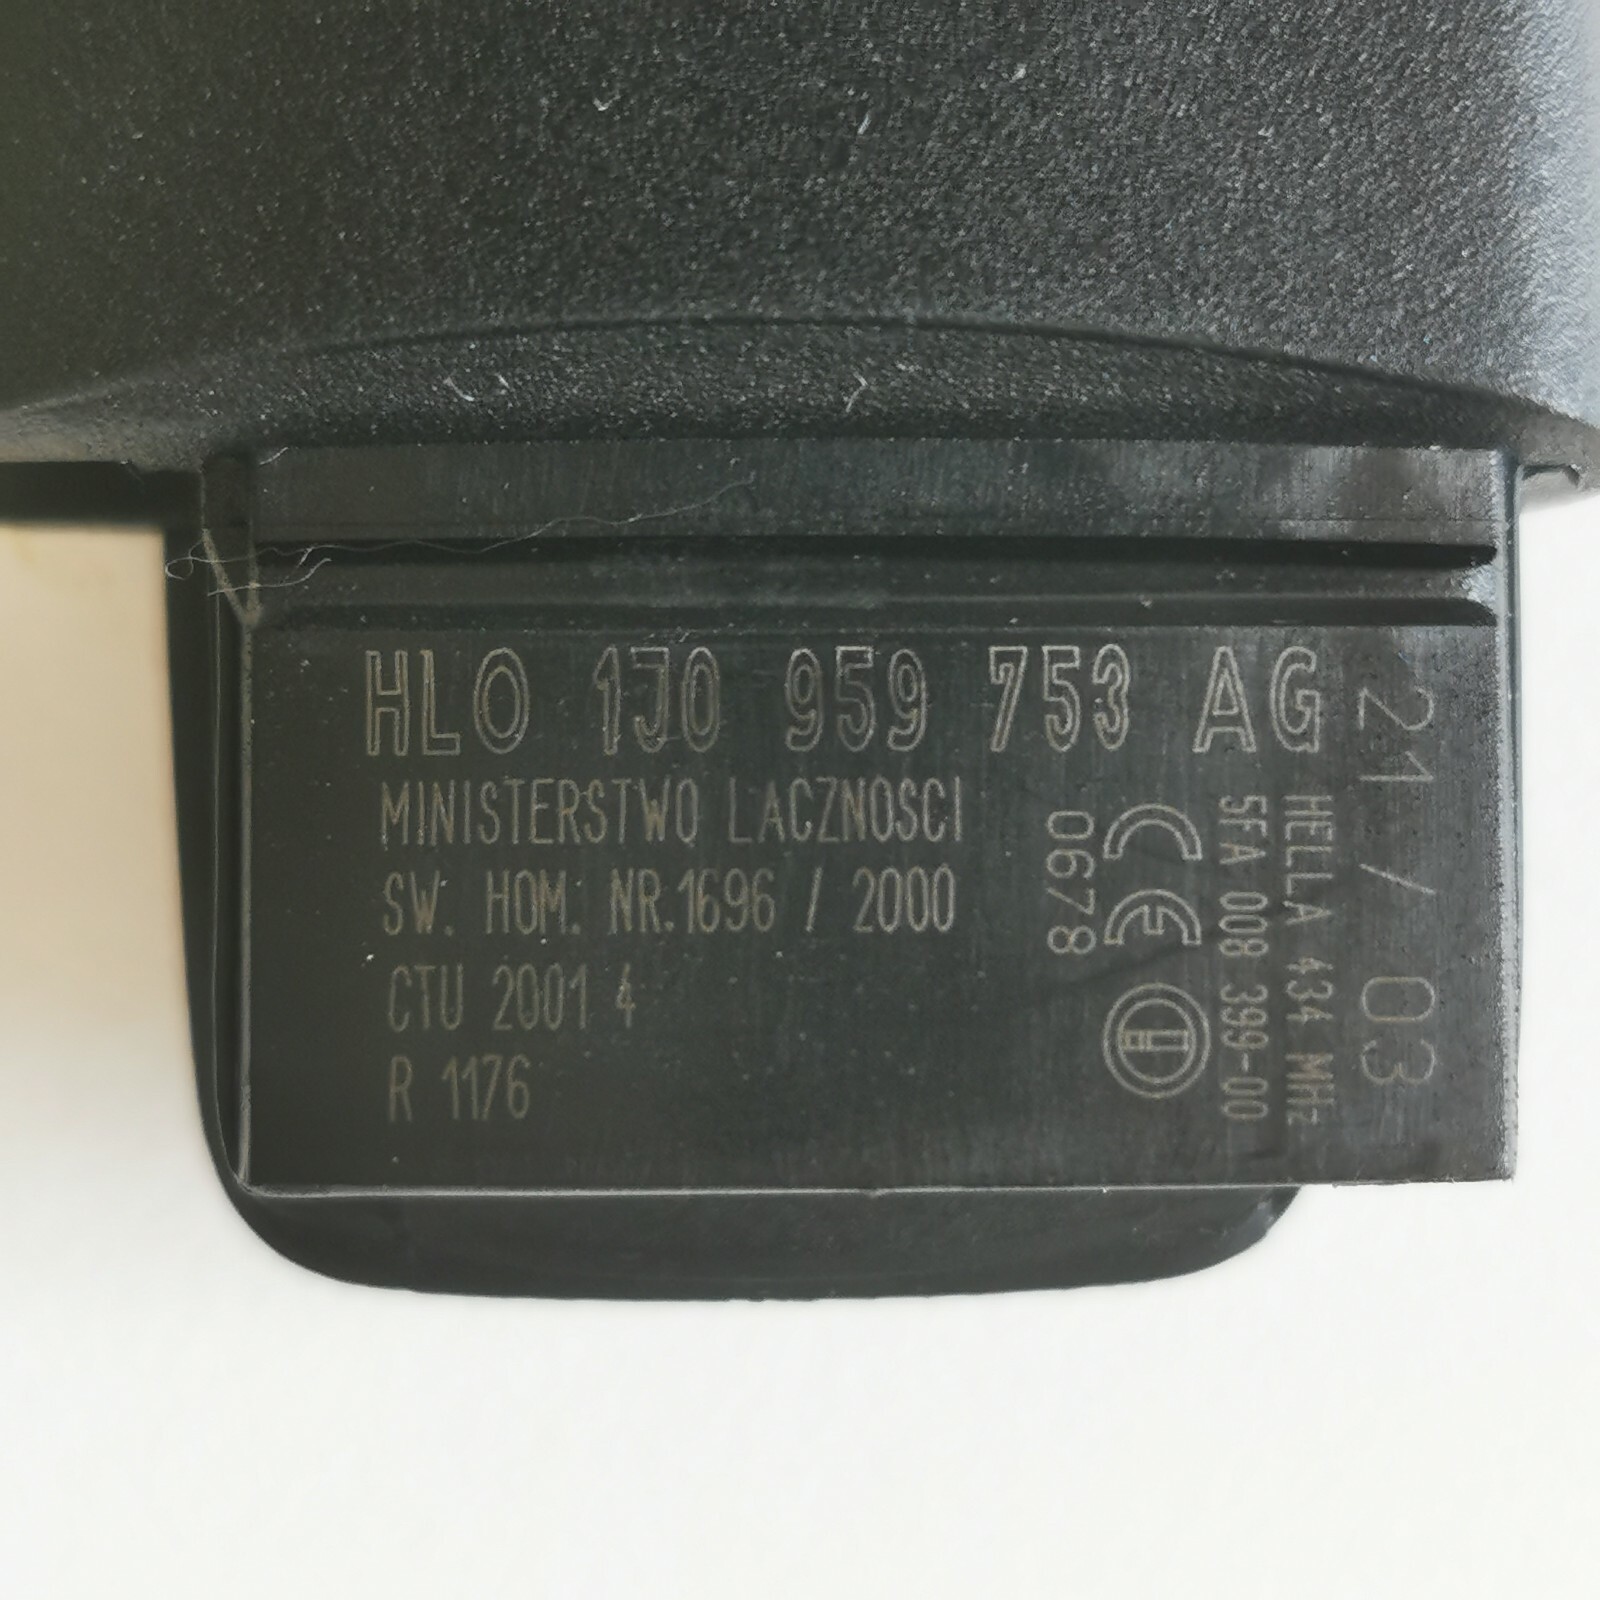 HLO 1J0 959 753 AG
MINISTERSTWO LACZNOSCI
SW. HOM. NR.1696 / 2000
CTU 2001 4
R 1176
CE
0678
5FA 008 399-00
HELLA 434 MHz
21 / 03